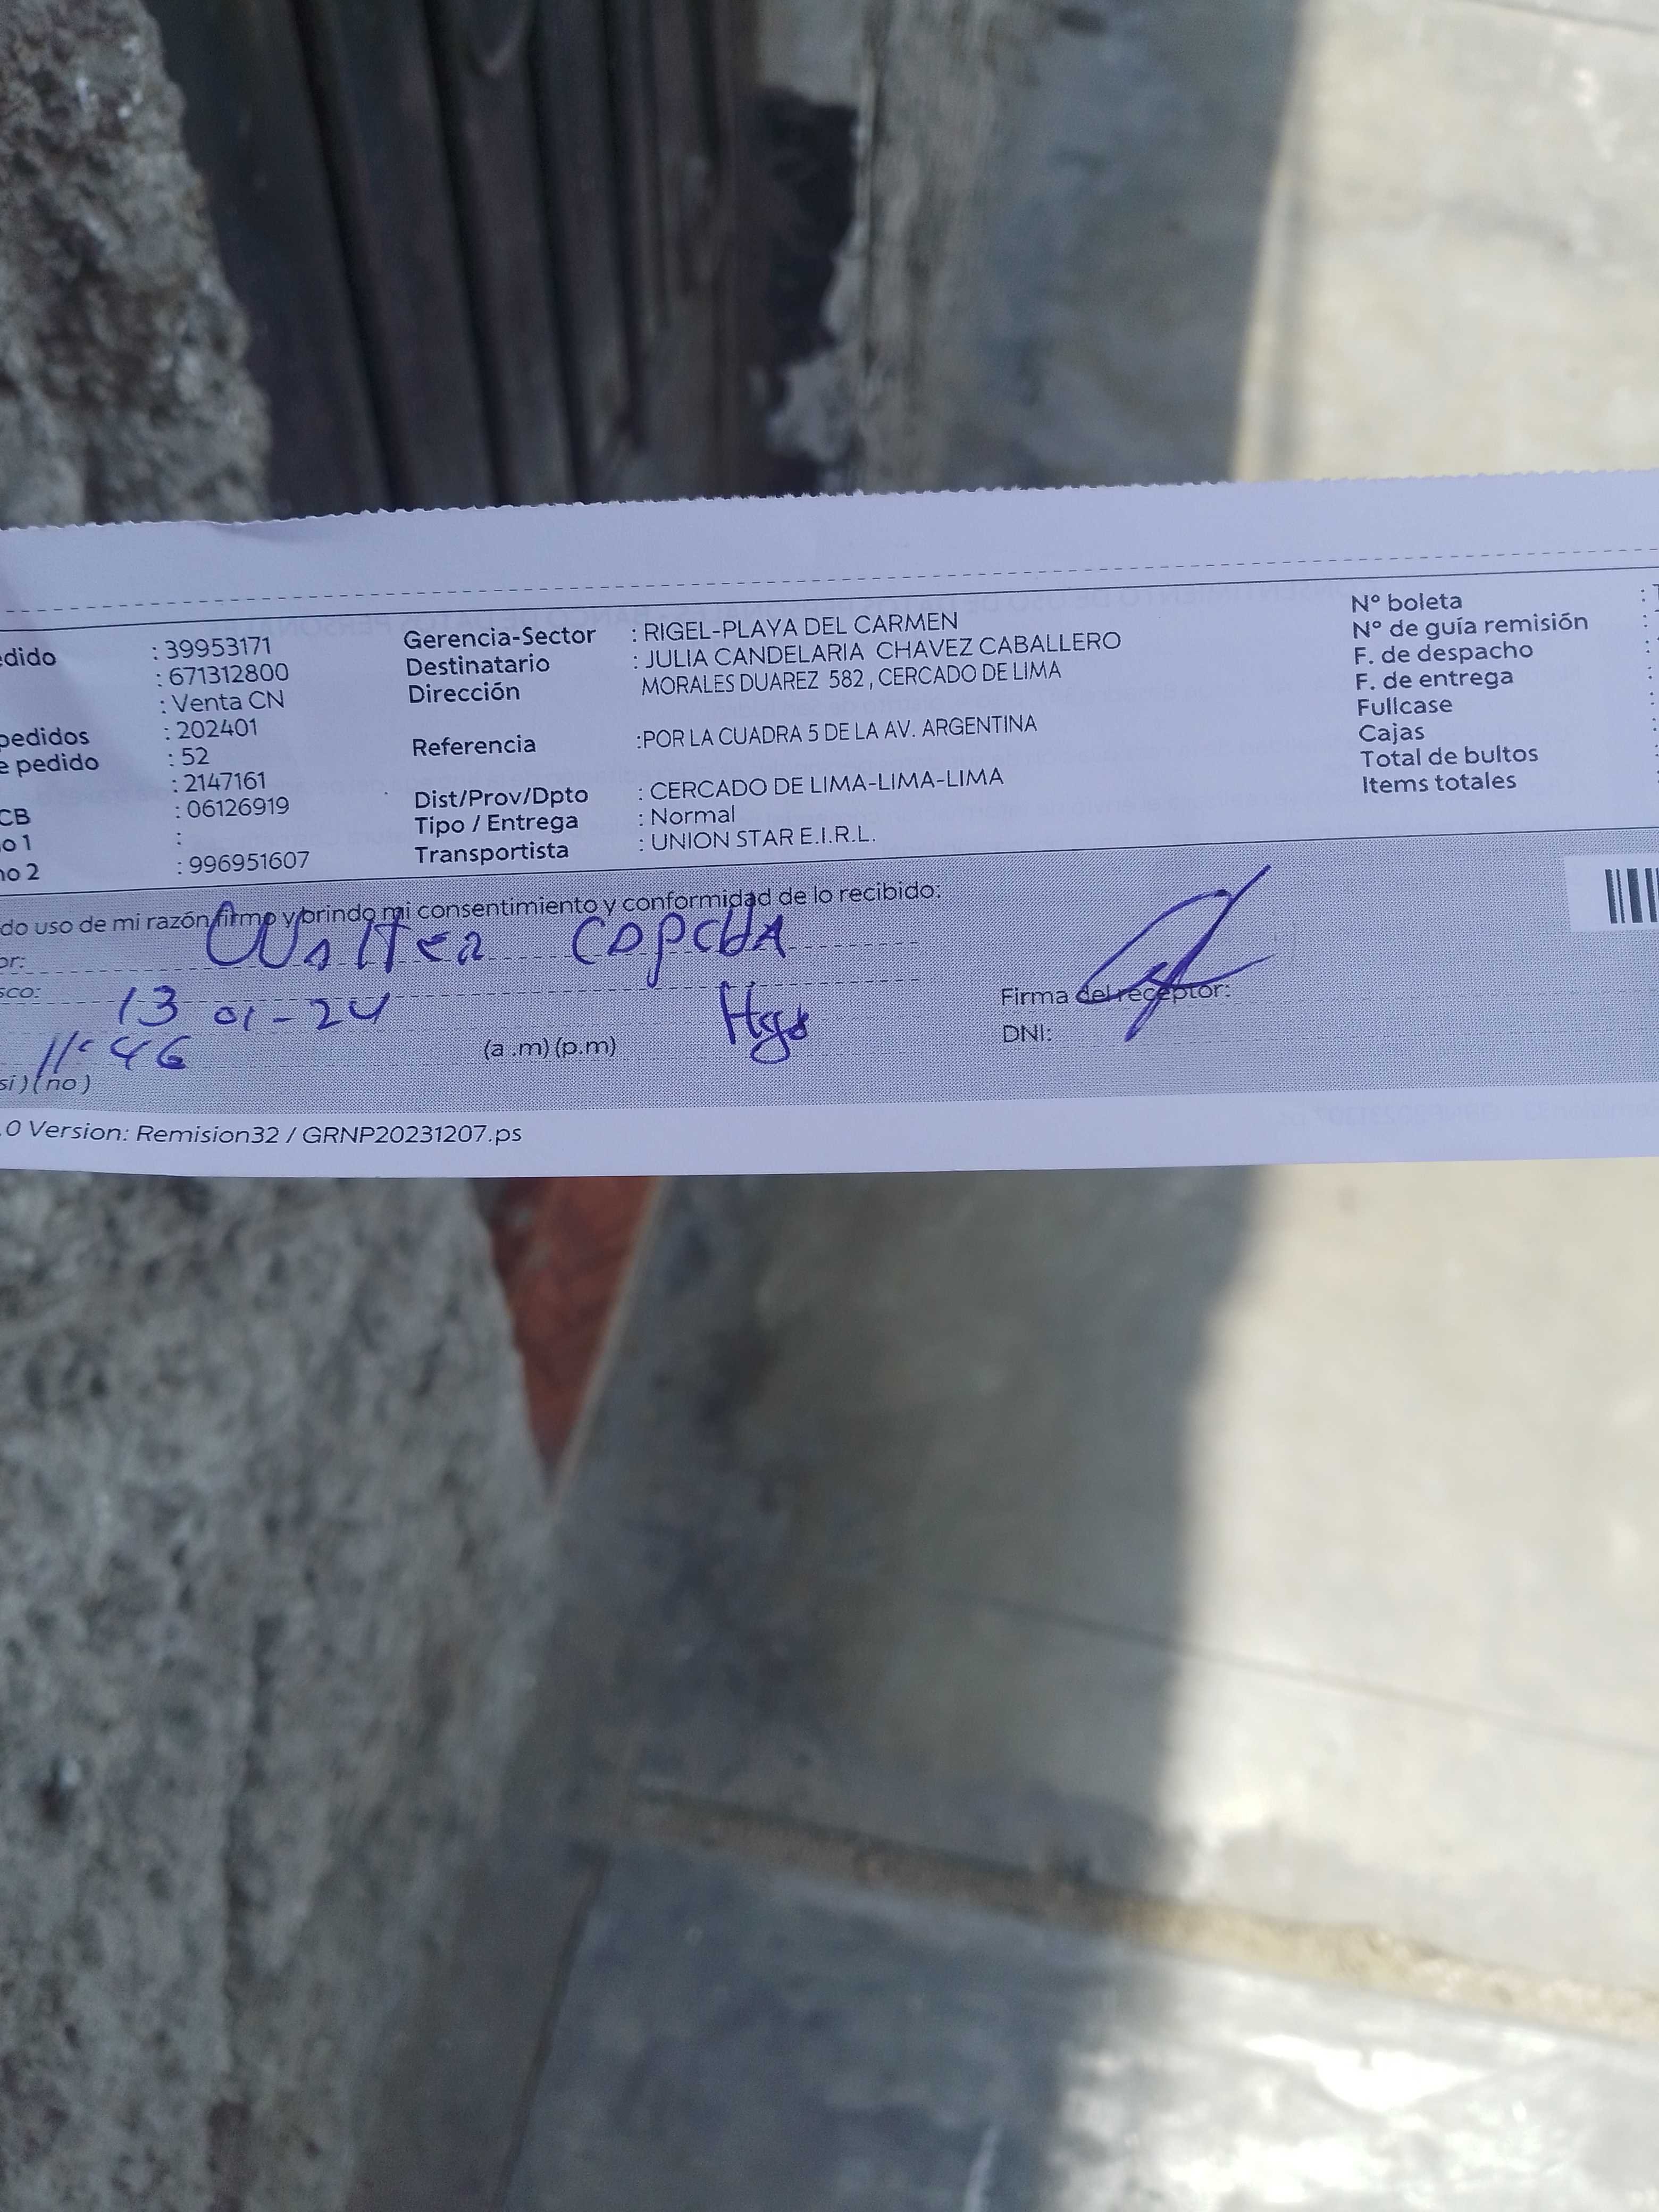 edido : 39953171 Gerencia-Sector : RIGEL-PLAYA DEL CARMEN Nº boleta :
: 671312800 Destinatario : JULIA CANDELARIA CHAVEZ CABALLERO Nº de guía remisión :
: Venta CN Dirección MORALES DUAREZ 582, CERCADO DE LIMA F. de despacho :
pedidos : 202401 F. de entrega :
e pedido : 52 Referencia :POR LA CUADRA 5 DE LA AV. ARGENTINA Fullcase :
: 2147161 Cajas :
CB : 06126919 Dist/Prov/Dpto : CERCADO DE LIMA-LIMA-LIMA Total de bultos :
o 1 : Tipo / Entrega : Normal Items totales :
no 2 : 996951607 Transportista : UNION STAR E.I.R.L.
do uso de mi razón firmo y brindo mi consentimiento y conformidad de lo recibido:
or: Walter COpcHA
sco: Firma del receptor:
13 01-24
11:46 (a .m) (p.m) DNI:
si ) ( no )
.0 Version: Remision32 / GRNP20231207.ps